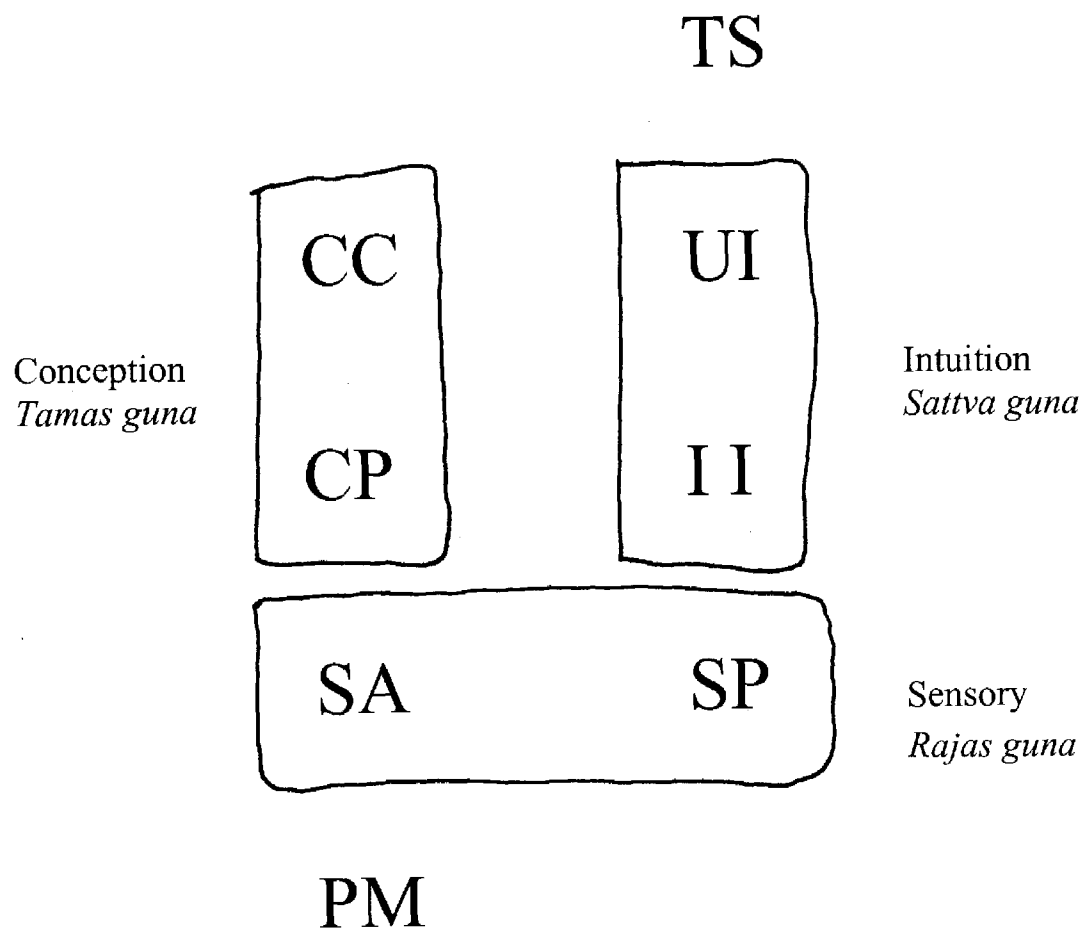 TS
CC
UI
Conception
Tamas guna
Intuition
Sattva guna
CP
I I
SA
SP
Sensory
Rajas guna
PM